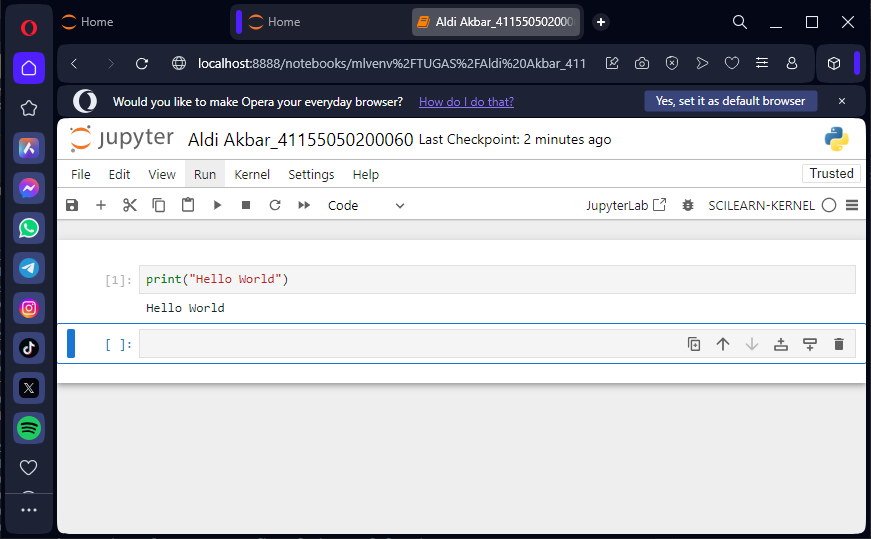 Home
Home
Aldi Akbar_41155050200060
localhost:8888/notebooks/mlvenv%2FTUGAS%2FAldi%20Akbar_411
Would you like to make Opera your everyday browser? How do I do that? Yes, set it as default browser
jupyter Aldi Akbar_41155050200060 Last Checkpoint: 2 minutes ago
File Edit View Run Kernel Settings Help Trusted
Code JupyterLab SCILEARN-KERNEL
[1]: print("Hello World")
Hello World
[ ]: